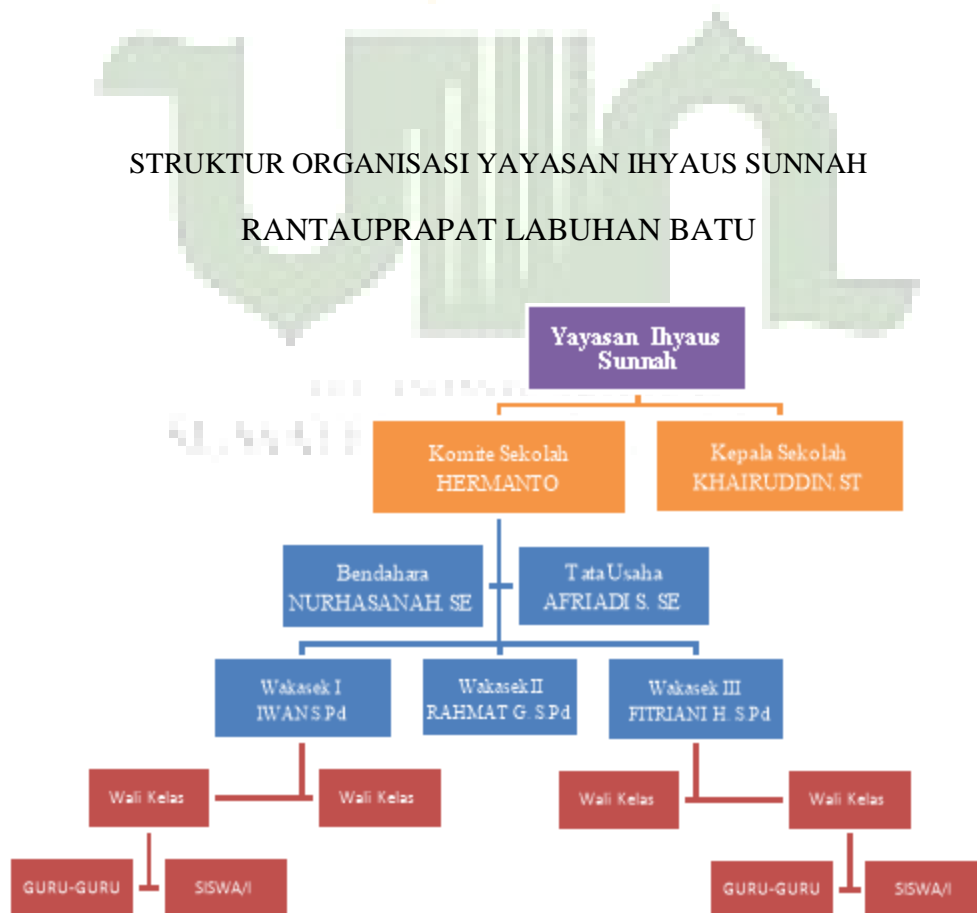 STRUKTUR ORGANISASI YAYASAN IHYAUS SUNNAH
RANTAUPRAPAT LABUHAN BATU
Yayasan Ihyaus
Sunnah
Komite Sekolah
HERMANTO
Kepala Sekolah
KHAIRUDDIN. ST
Bendahara
NURHASANAH. SE
Tata Usaha
AFRIADI S. SE
Wakasek I
IWAN S.Pd
Wakasek II
RAHMAT G. S.Pd
Wakasek III
FITRIANI H. S.Pd
Wali Kelas
Wali Kelas
Wali Kelas
Wali Kelas
GURU-GURU
SISWA/I
GURU-GURU
SISWA/I